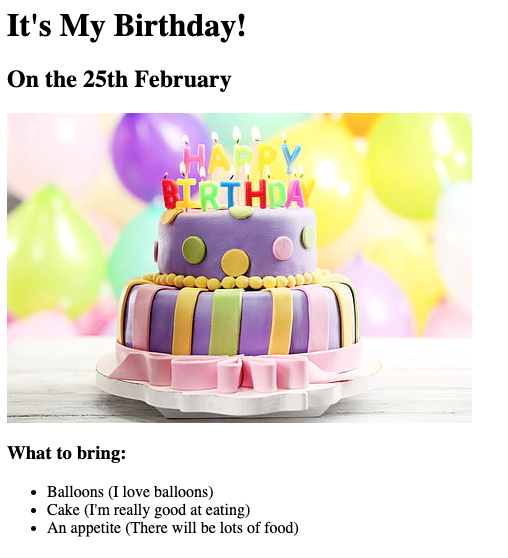 It's My Birthday!
On the 25th February
HAPPY
BIRTHDAY
What to bring:
Balloons (I love balloons)
Cake (I'm really good at eating)
An appetite (There will be lots of food)